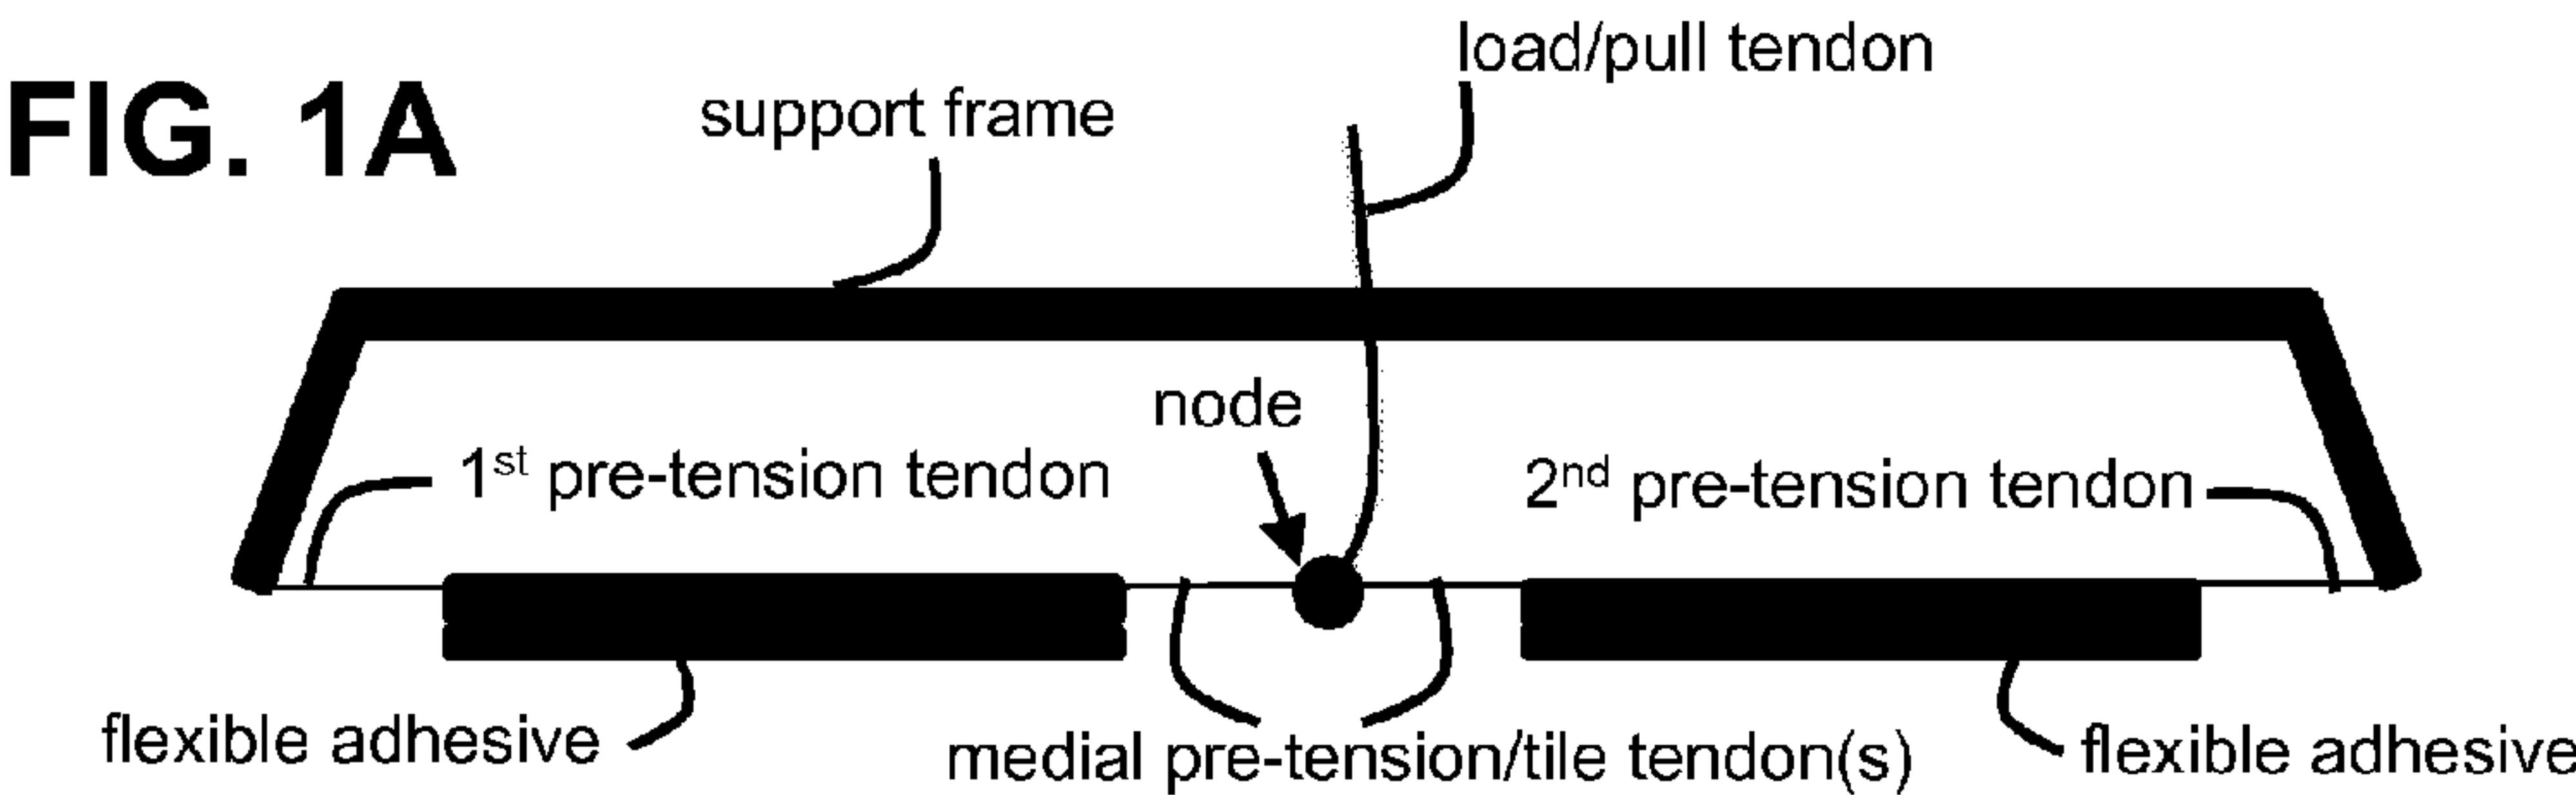 FIG. 1A
load/pull tendon
support frame
node
1st pre-tension tendon
2nd pre-tension tendon
flexible adhesive
medial pre-tension/tile tendon(s)
flexible adhesive